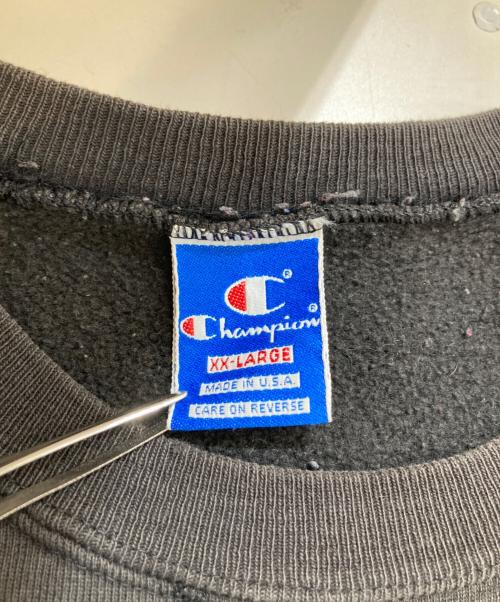 ®
Champion®
XX-LARGE
MADE IN U.S.A.
CARE ON REVERSE